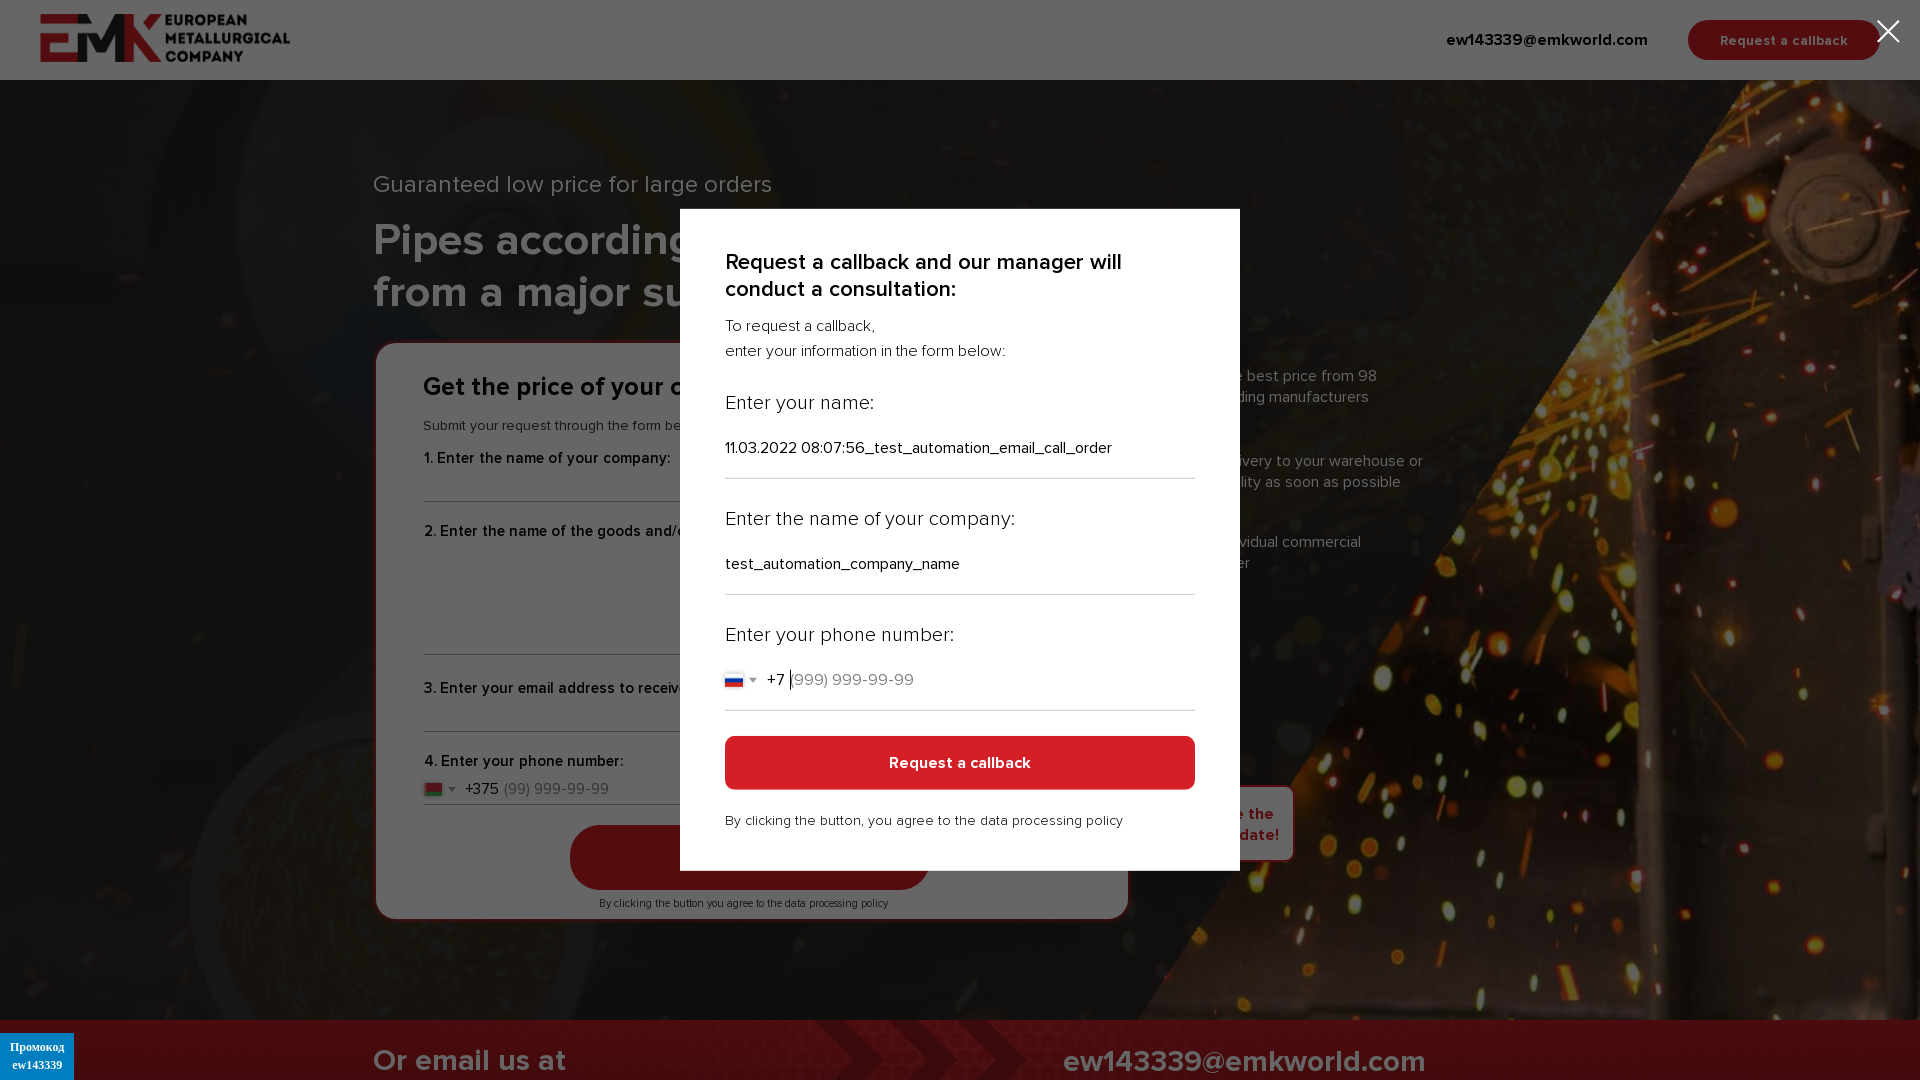 EUROPEAN
METALLURGICAL
COMPANY
EMK
ew143339@emkworld.com
Request a callback
Guaranteed low price for large orders
Pipes according
from a major su
Get the price of your
Submit your request through the form be
1. Enter the name of your company:
2. Enter the name of the goods and/
3. Enter your email address to receive
4. Enter your phone number:
+375 (99) 999-99-99
By clicking the button you agree to the data processing policy
Request a callback and our manager will
conduct a consultation:
To request a callback,
enter your information in the form below:
Enter your name:
11.03.2022 08:07:56_test_automation_email_call_order
Enter the name of your company:
test_automation_company_name
Enter your phone number:
+7 (999) 999-99-99
Request a callback
By clicking the button, you agree to the data processing policy
best price from 98
ding manufacturers
ivery to your warehouse or
ility as soon as possible
vidual commercial
er
the
date!
Or email us at
ew143339@emkworld.com
Промокод
ew143339